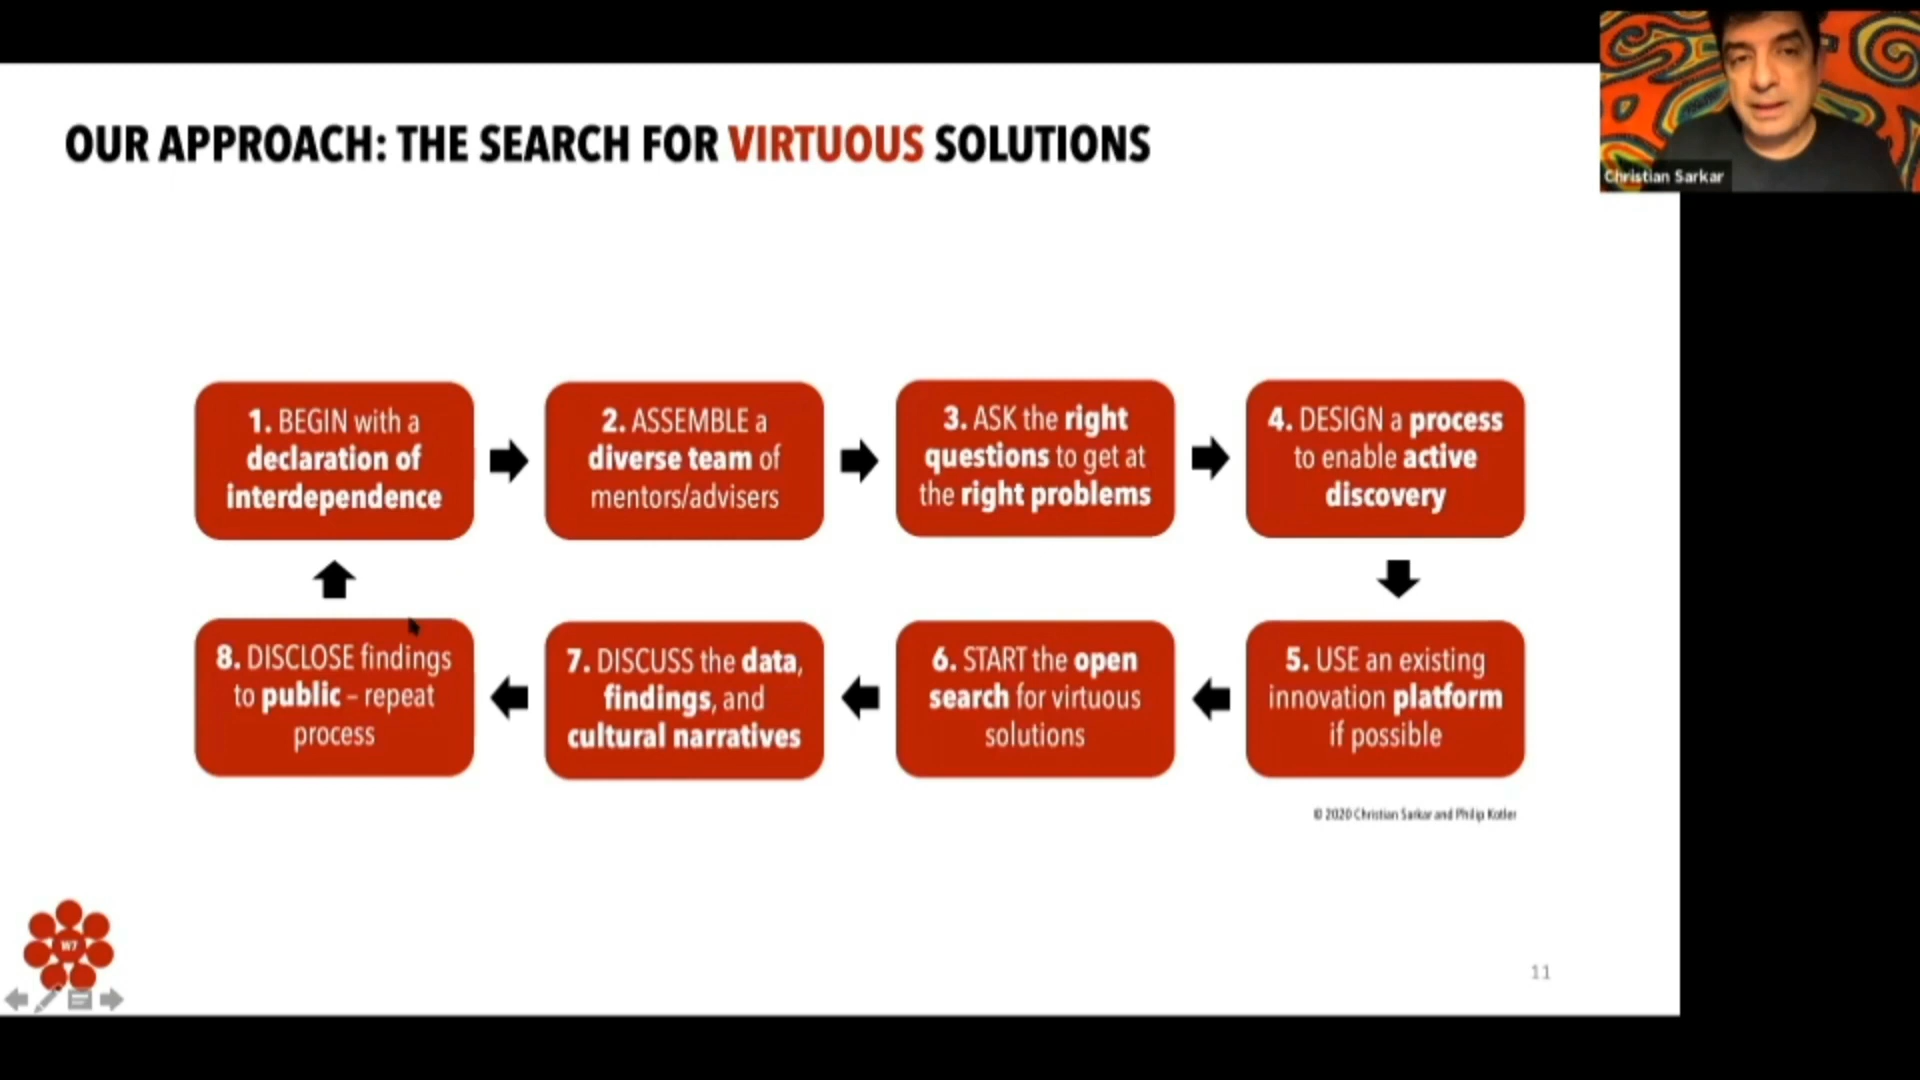 OUR APPROACH: THE SEARCH FOR VIRTUOUS SOLUTIONS
Christian Sarkar
1. BEGIN with a
declaration of
interdependence
2. ASSEMBLE a
diverse team of
mentors/advisers
3. ASK the right
questions to get at
the right problems
4. DESIGN a process
to enable active
discovery
5. USE an existing
innovation platform
if possible
6. START the open
search for virtuous
solutions
7. DISCUSS the data,
findings, and
cultural narratives
8. DISCLOSE findings
to public – repeat
process
© 2020 Christian Sarkar and Philip Kotler
W7
11